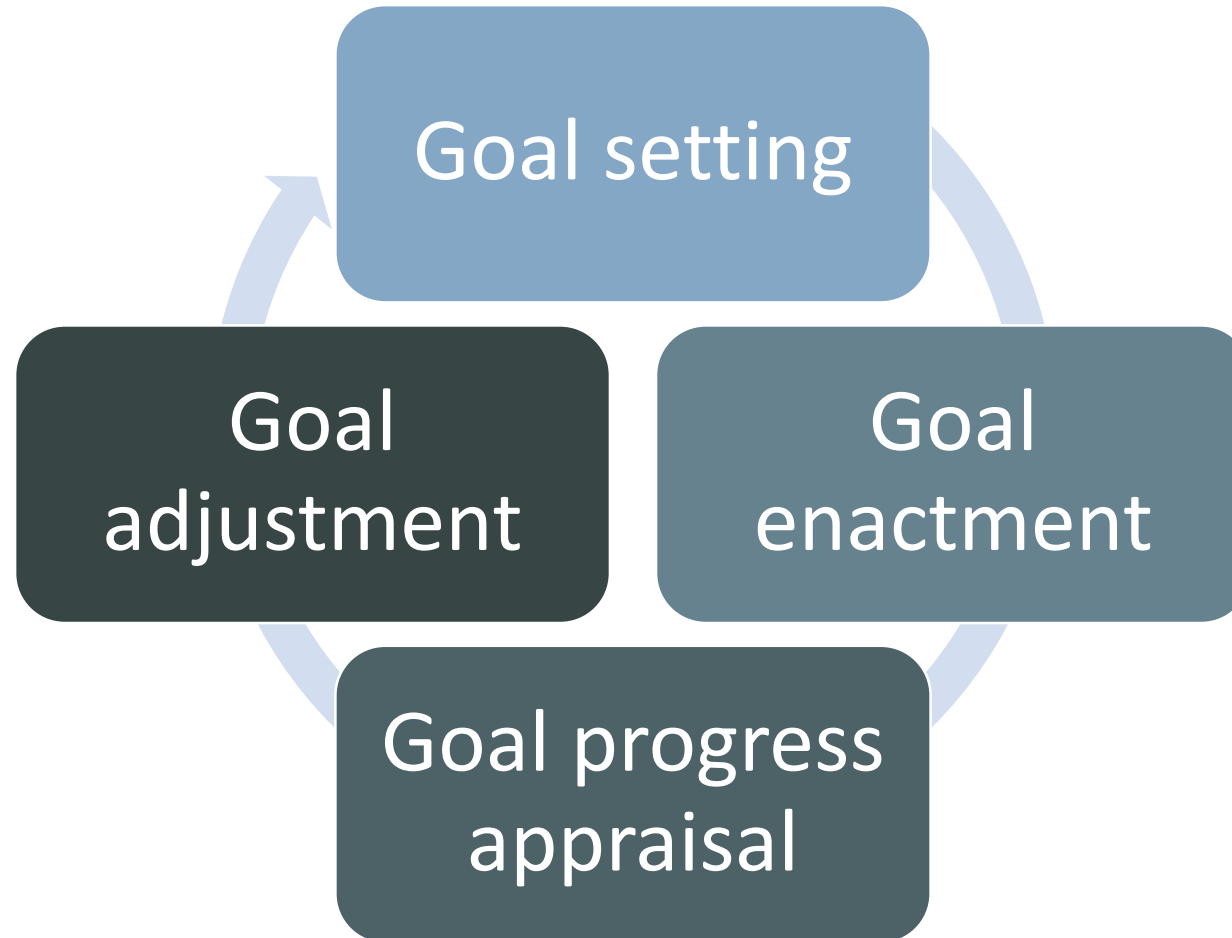 Goal setting
Goal
adjustment
Goal
enactment
Goal progress
appraisal